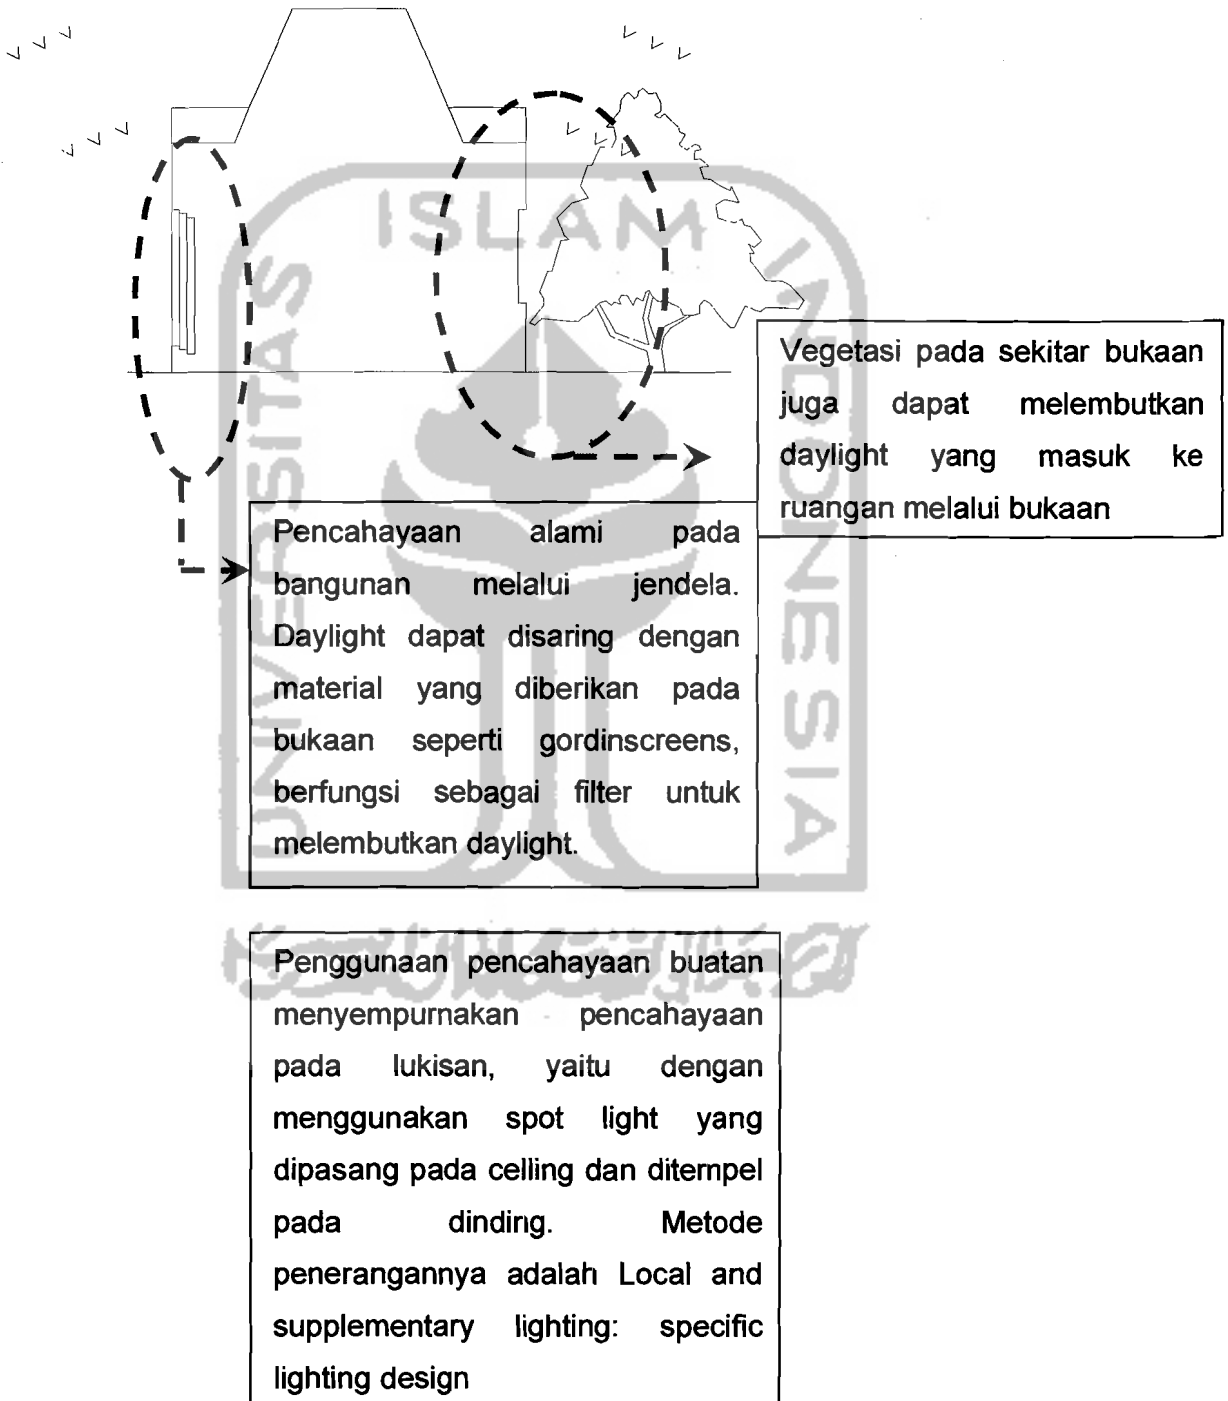 Vegetasi pada sekitar bukaan
juga dapat melembutkan
daylight yang masuk ke
ruangan melalui bukaan
Pencahayaan alami pada
bangunan melalui jendela.
Daylight dapat disaring dengan
material yang diberikan pada
bukaan seperti gordinscreens,
berfungsi sebagai filter untuk
melembutkan daylight.
Penggunaan pencahayaan buatan
menyempurnakan pencahayaan
pada lukisan, yaitu dengan
menggunakan spot light yang
dipasang pada celling dan ditempel
pada dinding. Metode
penerangannya adalah Local and
supplementary lighting: specific
lighting design
UNIVERSITAS
ISLAM
INDONESIA